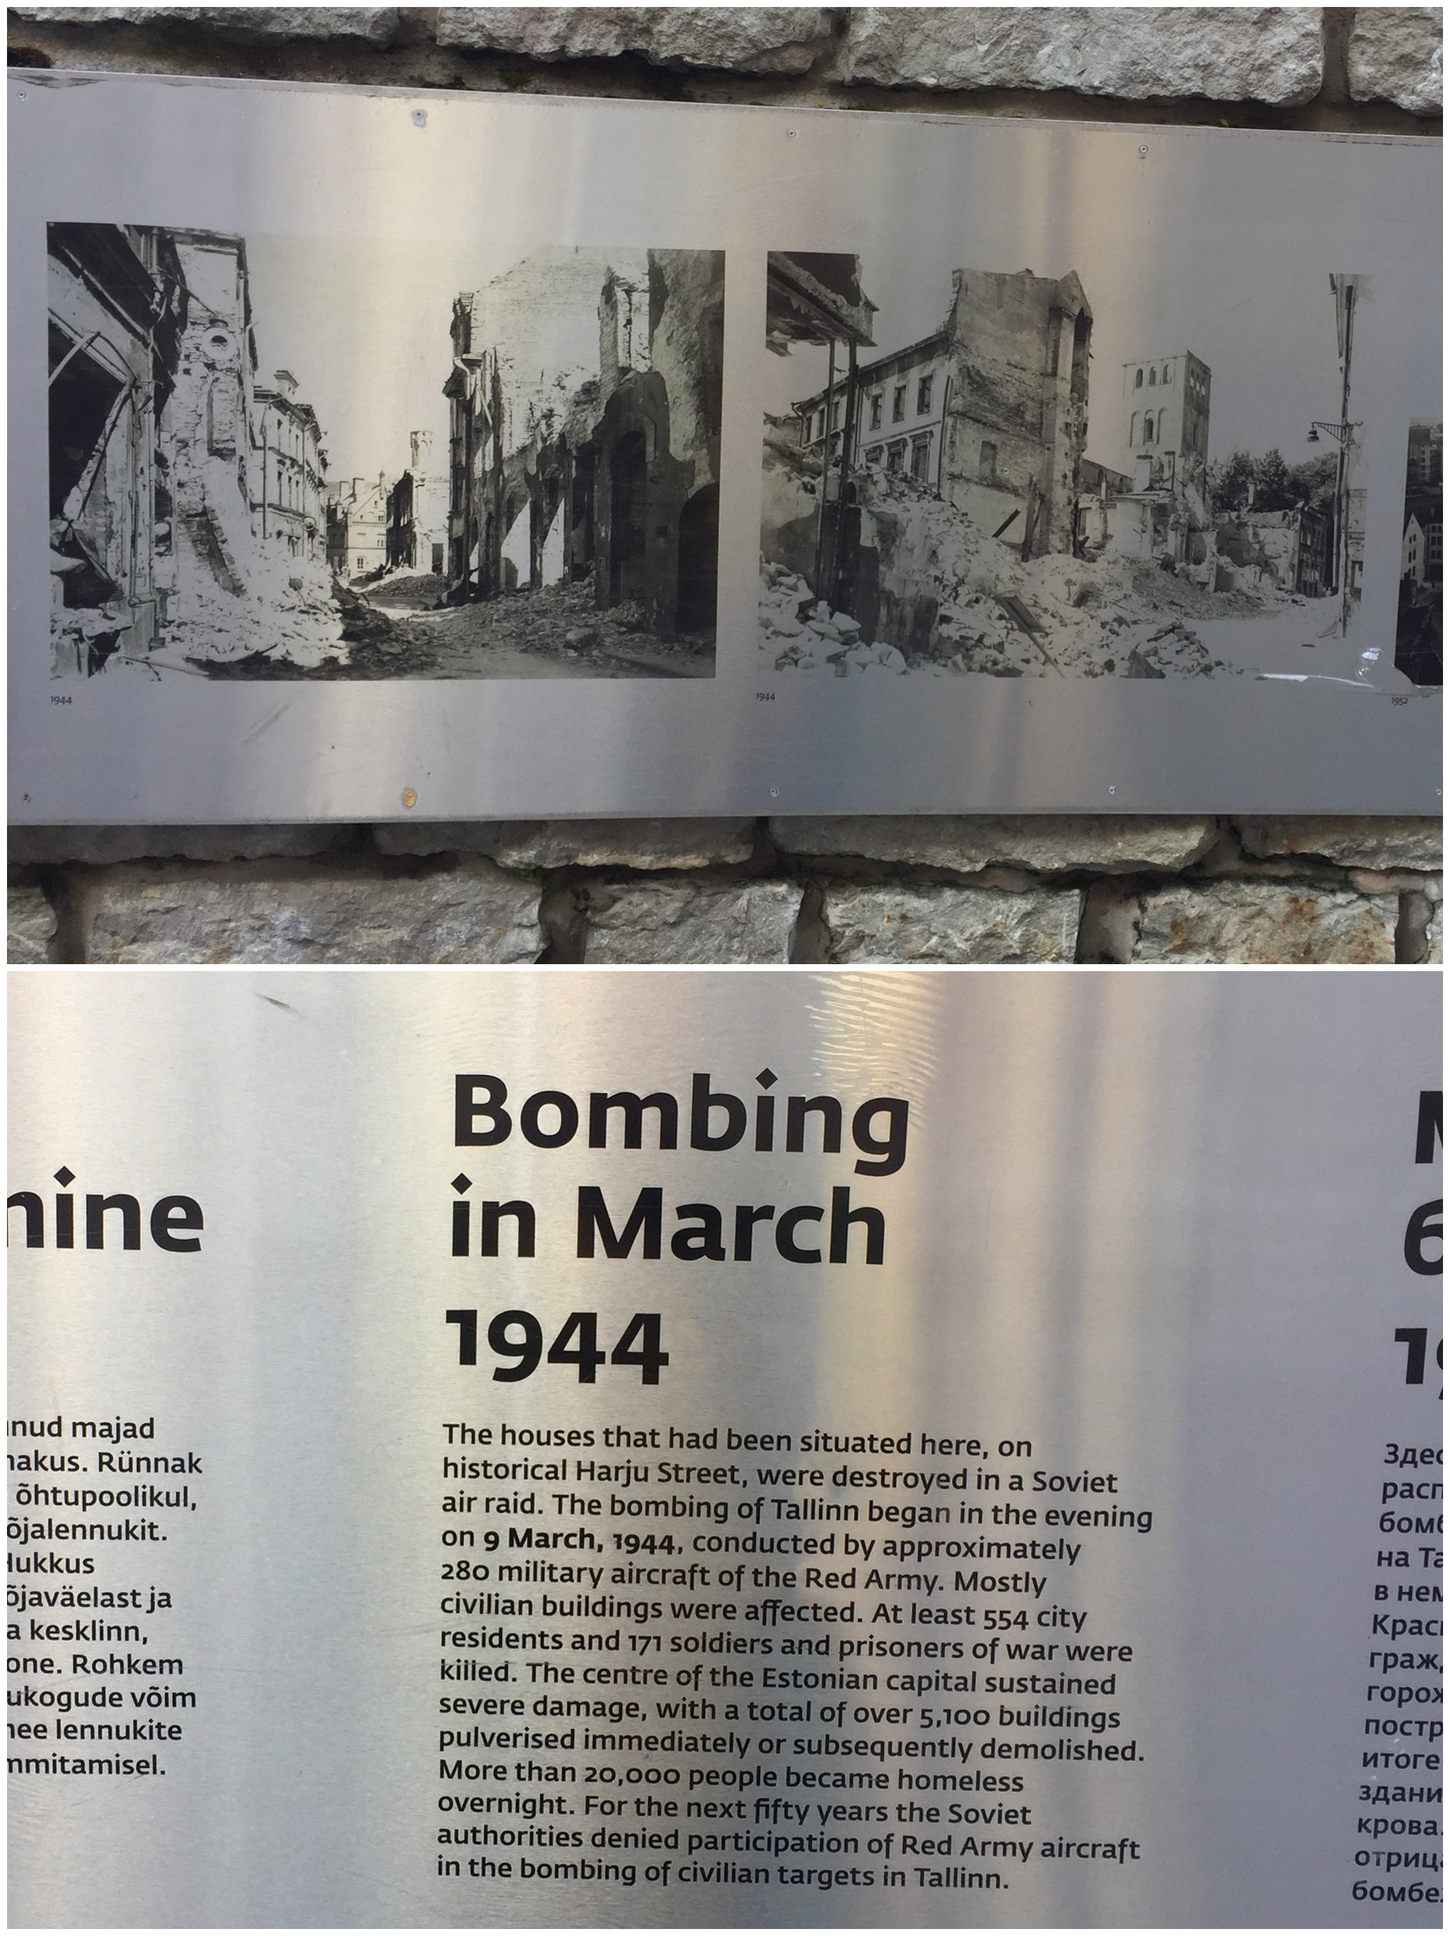 1944
1944
1952
nine
nud majad
akus. Rünnak
õhtupoolikul,
õjalennukit.
ukkus
õjaväelast ja
a kesklinn,
one. Rohkem
ukogude võim
nee lennukite
mmitamisel.
Bombing
in March
1944
The houses that had been situated here, on
historical Harju Street, were destroyed in a Soviet
air raid. The bombing of Tallinn began in the evening
on 9 March, 1944, conducted by approximately
280 military aircraft of the Red Army. Mostly
civilian buildings were affected. At least 554 city
residents and 171 soldiers and prisoners of war were
killed. The centre of the Estonian capital sustained
severe damage, with a total of over 5,100 buildings
pulverised immediately or subsequently demolished.
More than 20,000 people became homeless
overnight. For the next fifty years the Soviet
authorities denied participation of Red Army aircraft
in the bombing of civilian targets in Tallinn.
М
б
19
Здес
расп
бомб
на Та
в нем
Красн
гражд
горож
постр
итоге
здани
крова.
отрица
бомбе